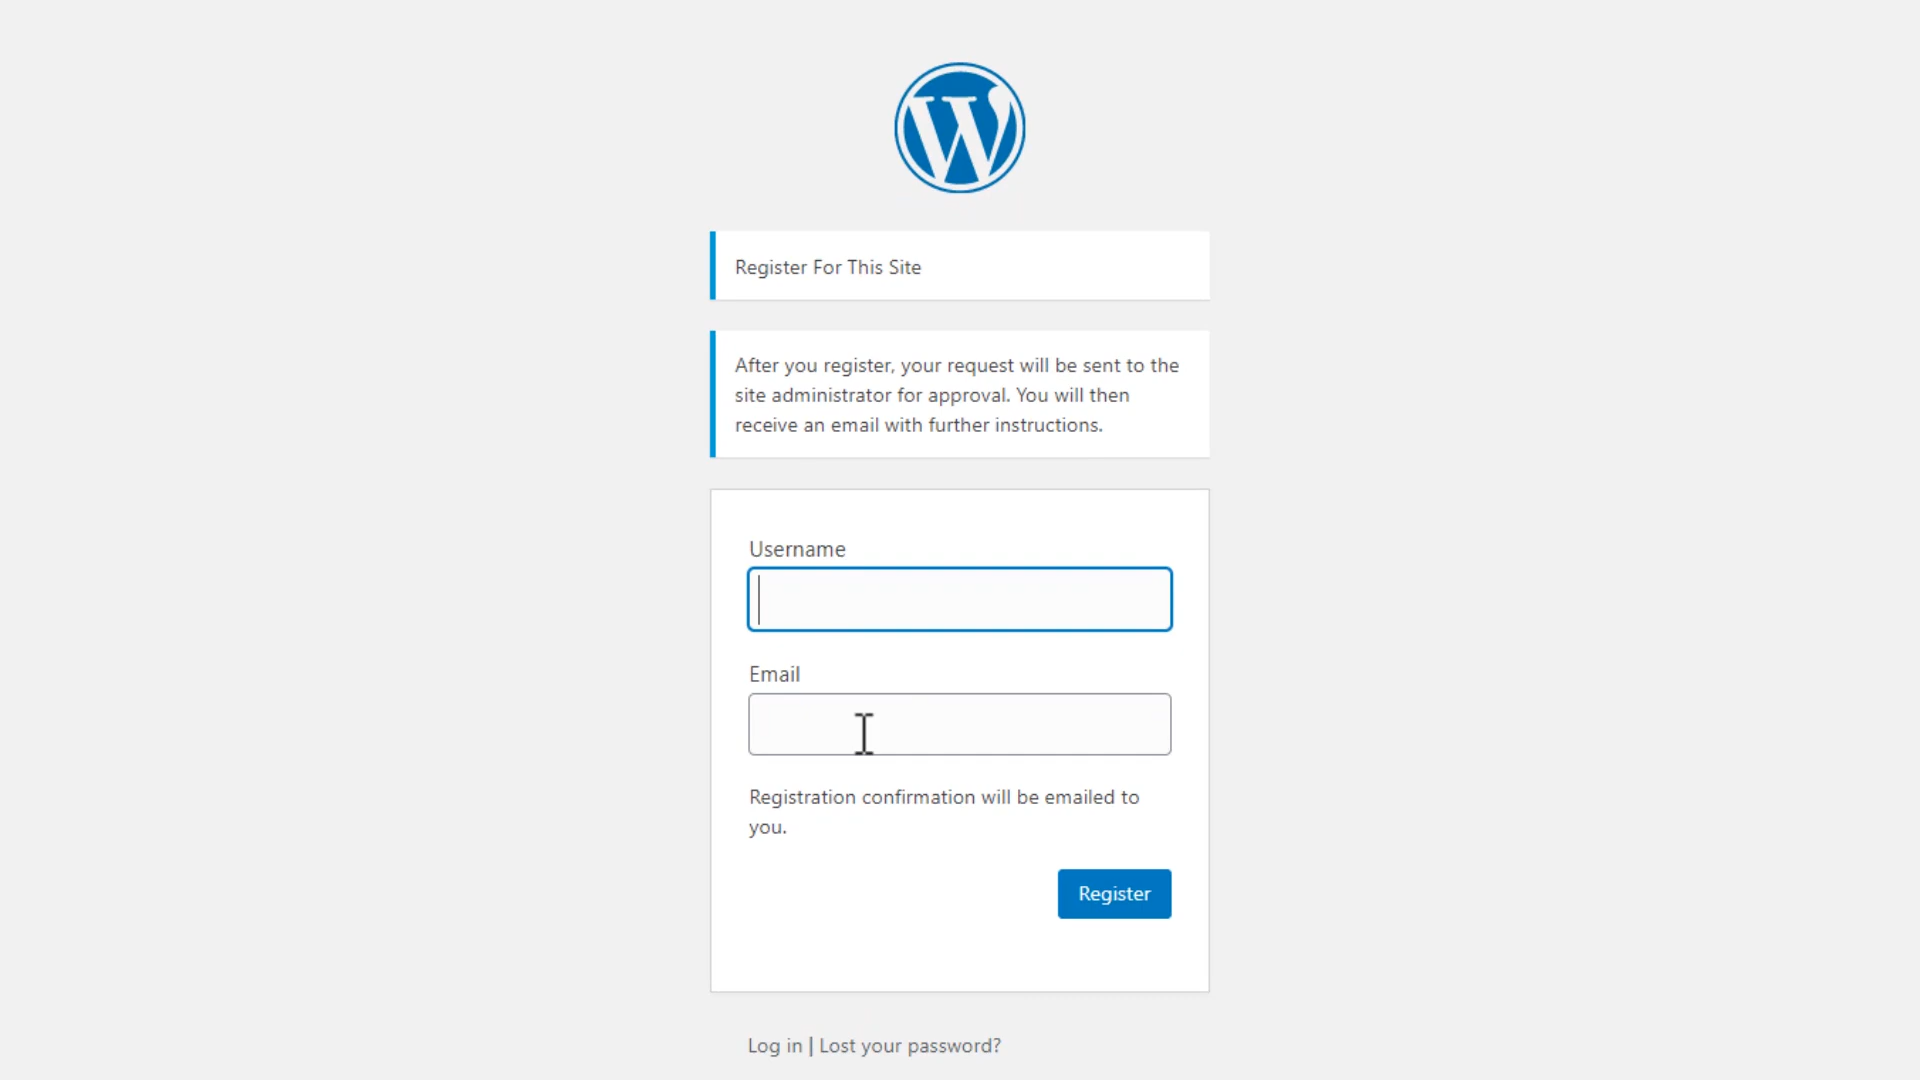 W
Register For This Site
After you register, your request will be sent to the
site administrator for approval. You will then
receive an email with further instructions.
Username
Email
Registration confirmation will be emailed to
you.
Register
Log in | Lost your password?